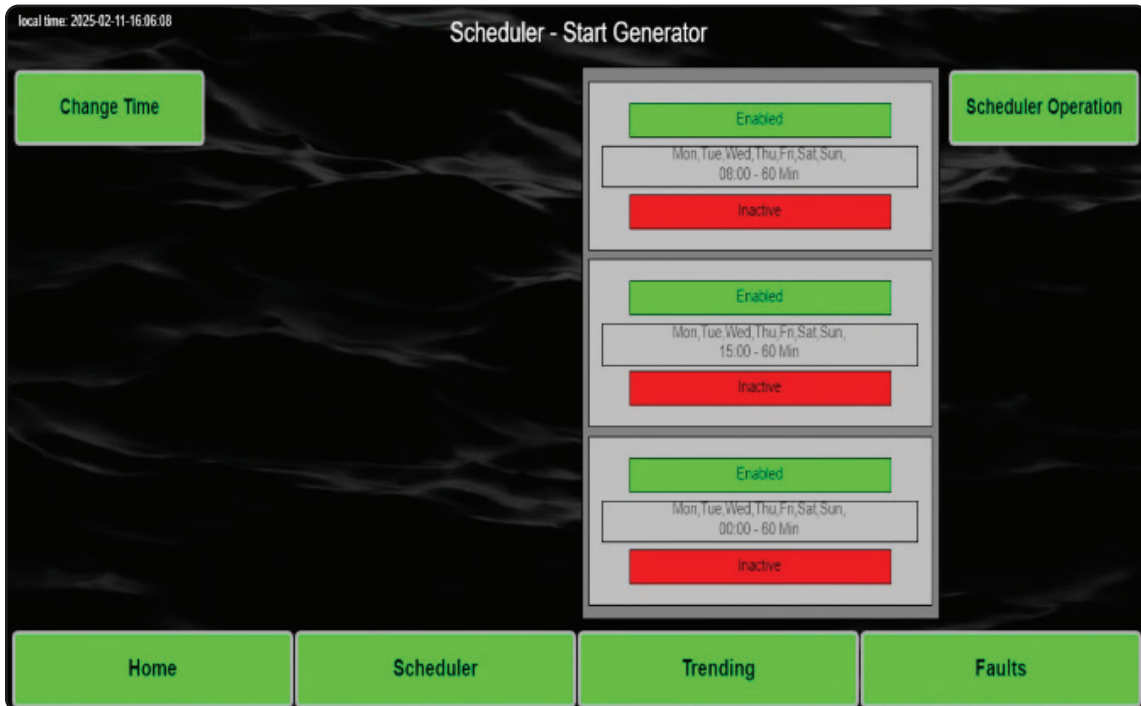 local time: 2025-02-11-16:06:08
Scheduler - Start Generator
Change Time
Scheduler Operation
Enabled
Mon,Tue,Wed,Thu,Fri,Sat,Sun,
08:00 - 60 Min
Inactive
Enabled
Mon,Tue,Wed,Thu,Fri,Sat,Sun,
15:00 - 60 Min
Inactive
Enabled
Mon,Tue,Wed,Thu,Fri,Sat,Sun,
00:00 - 60 Min
Inactive
Home
Scheduler
Trending
Faults